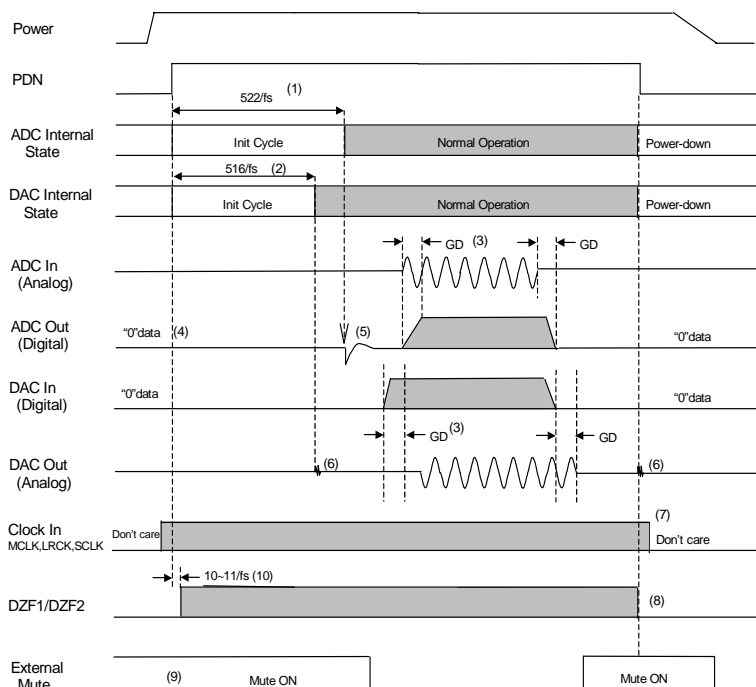 Power
PDN
522/fs (1)
ADC Internal
State
Init Cycle
Normal Operation
Power-down
516/fs (2)
DAC Internal
State
Init Cycle
Normal Operation
Power-down
GD (3)
GD
ADC In
(Analog)
ADC Out
(Digital)
“0”data
(4)
(5)
“0”data
DAC In
(Digital)
“0”data
“0”data
GD (3)
GD
DAC Out
(Analog)
(6)
(6)
Clock In
MCLK,LRCK,SCLK
Don’t care
(7)
Don’t care
10~11/fs (10)
DZF1/DZF2
(8)
External
Mute
(9)
Mute ON
Mute ON